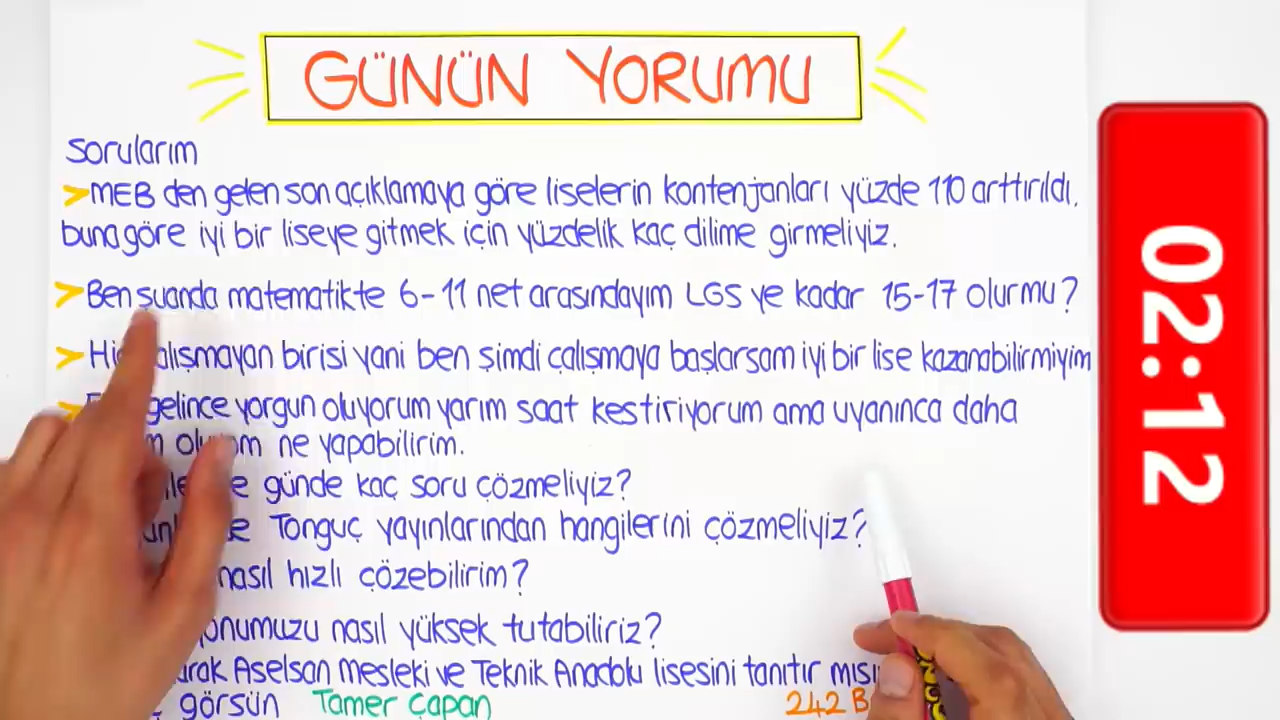 GÜNÜN YORUMU
Sorularım
>MEB den gelen son açıklamaya göre liselerin kontenjanları yüzde 110 arttırıldı.
buna göre iyi bir liseye gitmek için yüzdelik kaç dilime girmeliyiz.
>Ben şuanda matematikte 6-11 net arasındayım LGS ye kadar 15-17 olurmu?
>Hiç çalışmayan birisi yani ben şimdi çalışmaya başlarsam iyi bir lise kazanabilirmiyim
gelince yorgun oluyorum yarım saat kestiriyorum ama uyanınca daha
ne yapabilirim.
günde kaç soru çözmeliyiz?
Tonguç yayınlarından hangilerini çözmeliyiz?
nasıl hızlı çözebilirim?
nasıl yüksek tutabiliriz?
Aselsan Mesleki ve Teknik Anadolu lisesini tanıtır
görsün Tamer Çapan 242 B
02:12